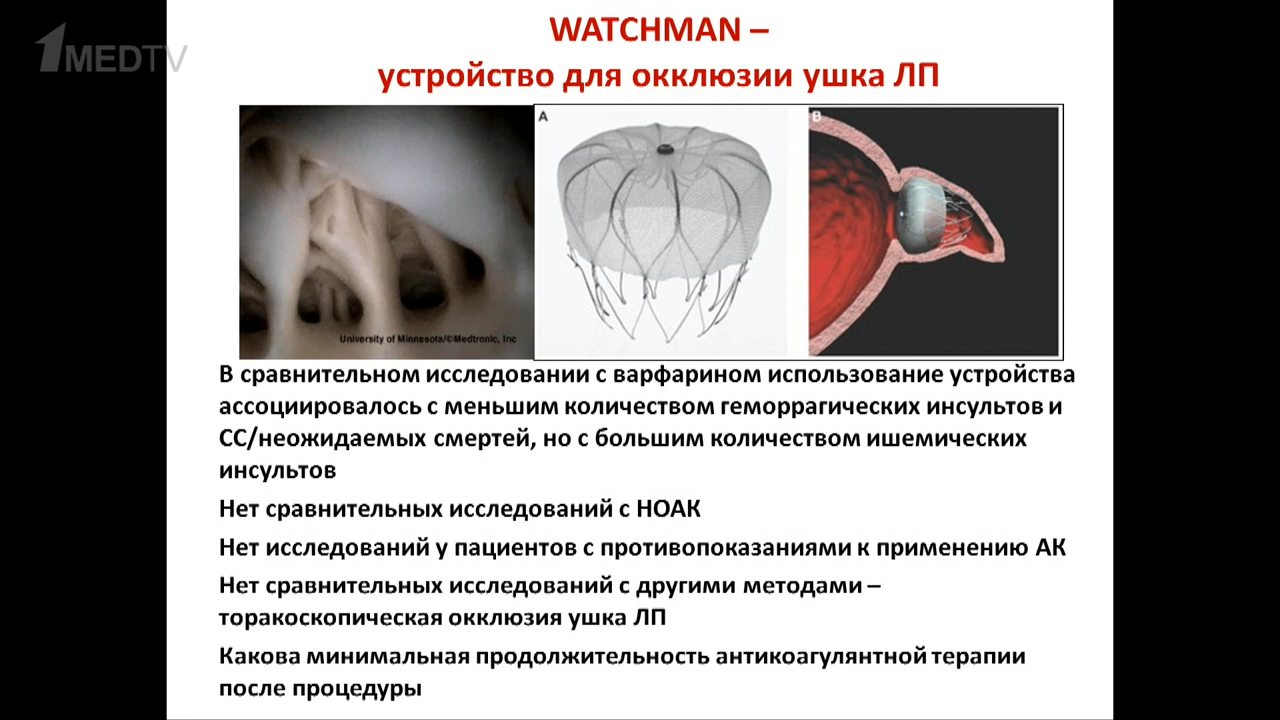 1MEDTV
WATCHMAN –
устройство для окклюзии ушка ЛП
A
B
University of Minnesota/©Medtronic, Inc
В сравнительном исследовании с варфарином использование устройства
ассоциировалось с меньшим количеством геморрагических инсультов и
СС/неожидаемых смертей, но с большим количеством ишемических
инсультов
Нет сравнительных исследований с НОАК
Нет исследований у пациентов с противопоказаниями к применению АК
Нет сравнительных исследований с другими методами –
торакоскопическая окклюзия ушка ЛП
Какова минимальная продолжительность антикоагулянтной терапии
после процедуры